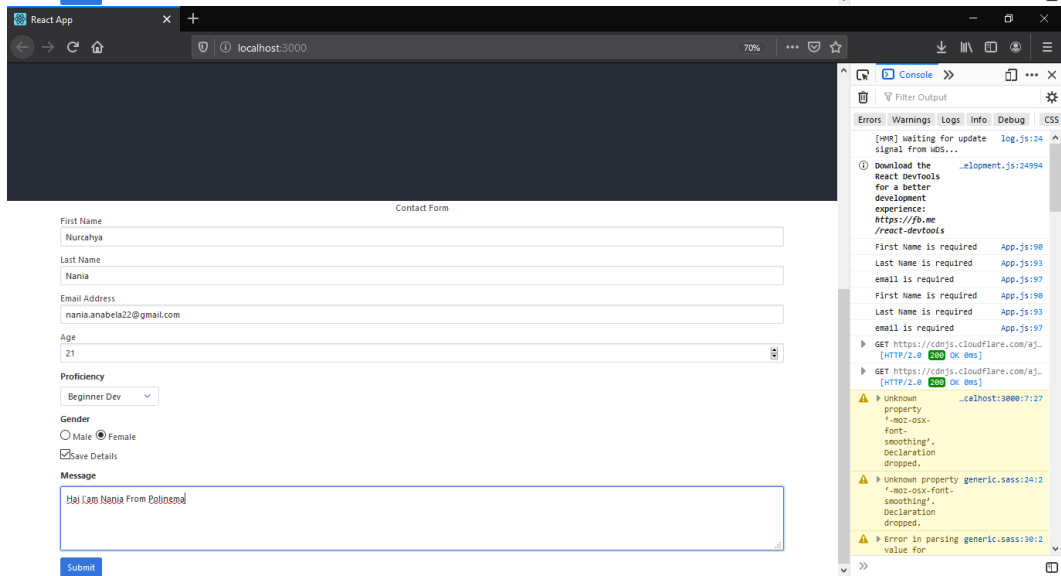 React App
localhost:3000
70%
Console
Filter Output
Errors Warnings Logs Info Debug CSS
[HMR] Waiting for update log.js:24
signal from WDS...
Download the …elopment.js:24994
React DevTools
for a better
development
experience:
https://fb.me
/react-devtools
First Name is required App.js:90
Last Name is required App.js:93
email is required App.js:97
First Name is required App.js:90
Last Name is required App.js:93
email is required App.js:97
GET https://cdnjs.cloudflare.com/aj…
[HTTP/2.0 200 OK 0ms]
GET https://cdnjs.cloudflare.com/aj…
[HTTP/2.0 200 OK 0ms]
Unknown …calhost:3000:7:27
property
‘-moz-osx-
font-
smoothing’.
Declaration
dropped.
Unknown property generic.sass:24:2
‘-moz-osx-font-
smoothing’.
Declaration
dropped.
Error in parsing generic.sass:30:2
value for
Contact Form
First Name
Nurcahya
Last Name
Nania
Email Address
nania.anabela22@gmail.com
Age
21
Proficiency
Beginner Dev
Gender
Male Female
Save Details
Message
Hai I'am Nania From Polinema
Submit